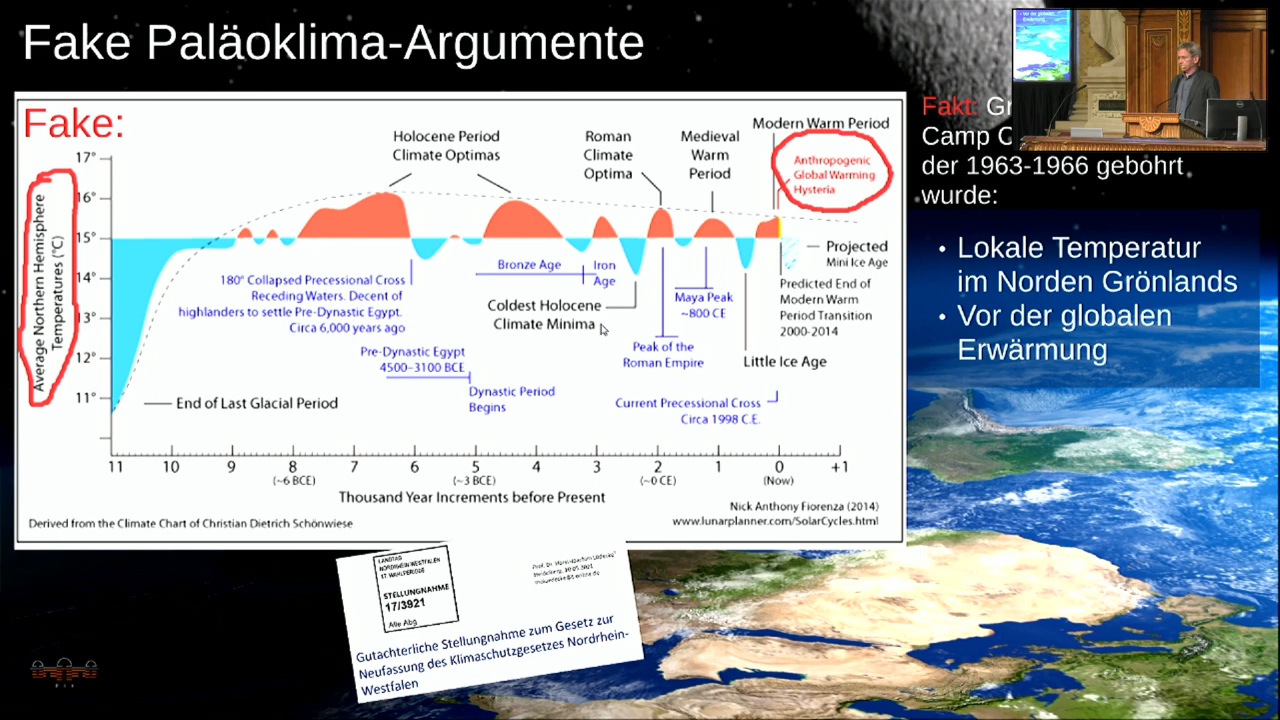 Fake Paläoklima-Argumente
Fake:
Average Northern Hemisphere
Temperatures (°C)
17°
16°
15°
14°
13°
12°
11°
Holocene Period
Climate Optimas
Roman
Climate
Optima
Medieval
Warm
Period
Modern Warm Period
Anthropogenic
Global Warming
Hysteria
Projected
Mini Ice Age
180° Collapsed Precessional Cross
Receding Waters. Decent of
highlanders to settle Pre-Dynastic Egypt.
Circa 6,000 years ago
Bronze Age
Iron
Age
Coldest Holocene
Climate Minima
Maya Peak
~800 CE
Predicted End of
Modern Warm
Period Transition
2000-2014
Pre-Dynastic Egypt
4500-3100 BCE
Dynastic Period
Begins
Peak of the
Roman Empire
Little Ice Age
End of Last Glacial Period
Current Precessional Cross
Circa 1998 C.E.
11 10 9 8 7 6 5 4 3 2 1 0 +1
(~6 BCE) (~3 BCE) (~0 CE) (Now)
Thousand Year Increments before Present
Nick Anthony Fiorenza (2014)
Derived from the Climate Chart of Christian Dietrich Schönwiese
www.lunarplanner.com/SolarCycles.html
Fakt:
Camp
der 1963-1966 gebohrt
wurde:
• Lokale Temperatur
im Norden Grönlands
• Vor der globalen
Erwärmung
LANDTAG
NORDRHEIN-WESTFALEN
17. WAHLPERIODE
STELLUNGNAHME
17/3921
Alle Abg
Gutachterliche Stellungnahme zum Gesetz zur
Neufassung des Klimaschutzgesetzes Nordrhein-
Westfalen